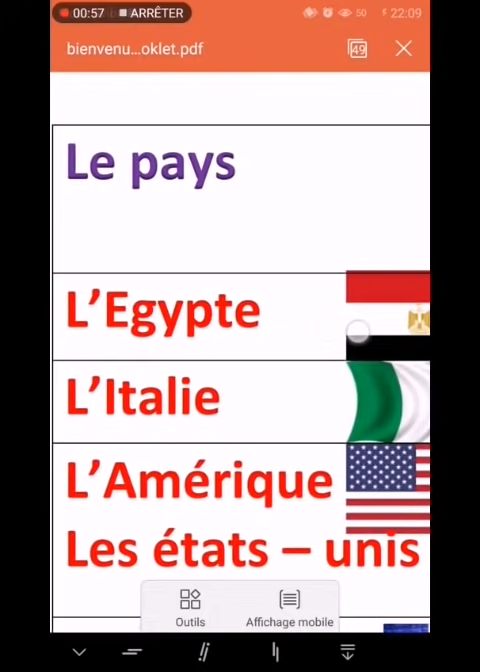 00:57 ARRÊTER
50
22:09
bienvenu...oklet.pdf
49
Le pays
L’Egypte
L’Italie
L’Amérique
Les états – unis
Outils
Affichage mobile